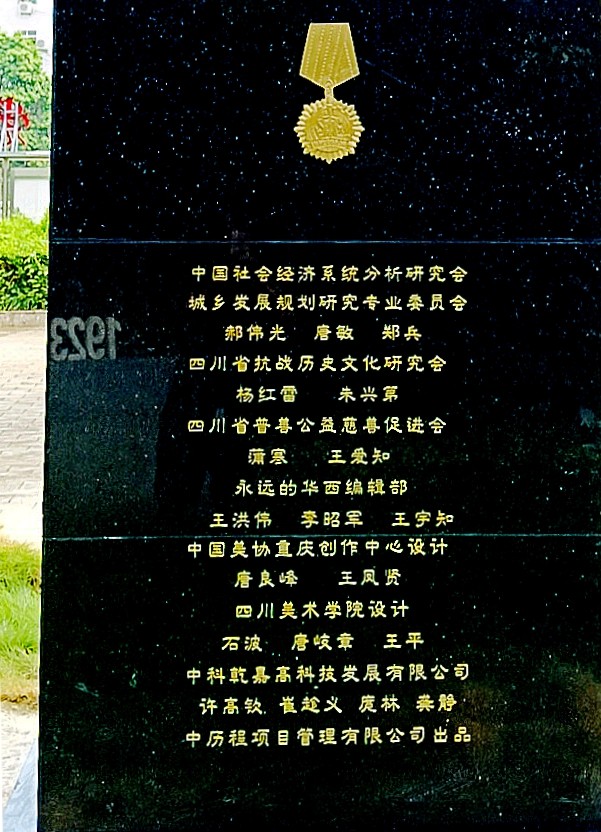 中国社会经济系统分析研究会
城乡发展规划研究专业委员会
郝伟光 唐敏 郑兵
四川省抗战历史文化研究会
杨红雷 朱兴第
四川省普善公益慈善促进会
蒲寒 王爱知
永远的华西编辑部
王洪伟 李昭军 王宇知
中国美协重庆创作中心设计
唐良峰 王凤贤
四川美术学院设计
石波 唐岐章 王平
中科乾嘉高科技发展有限公司
许高钦 崔趁义 庞林 龚静
中历程项目管理有限公司出品
1923